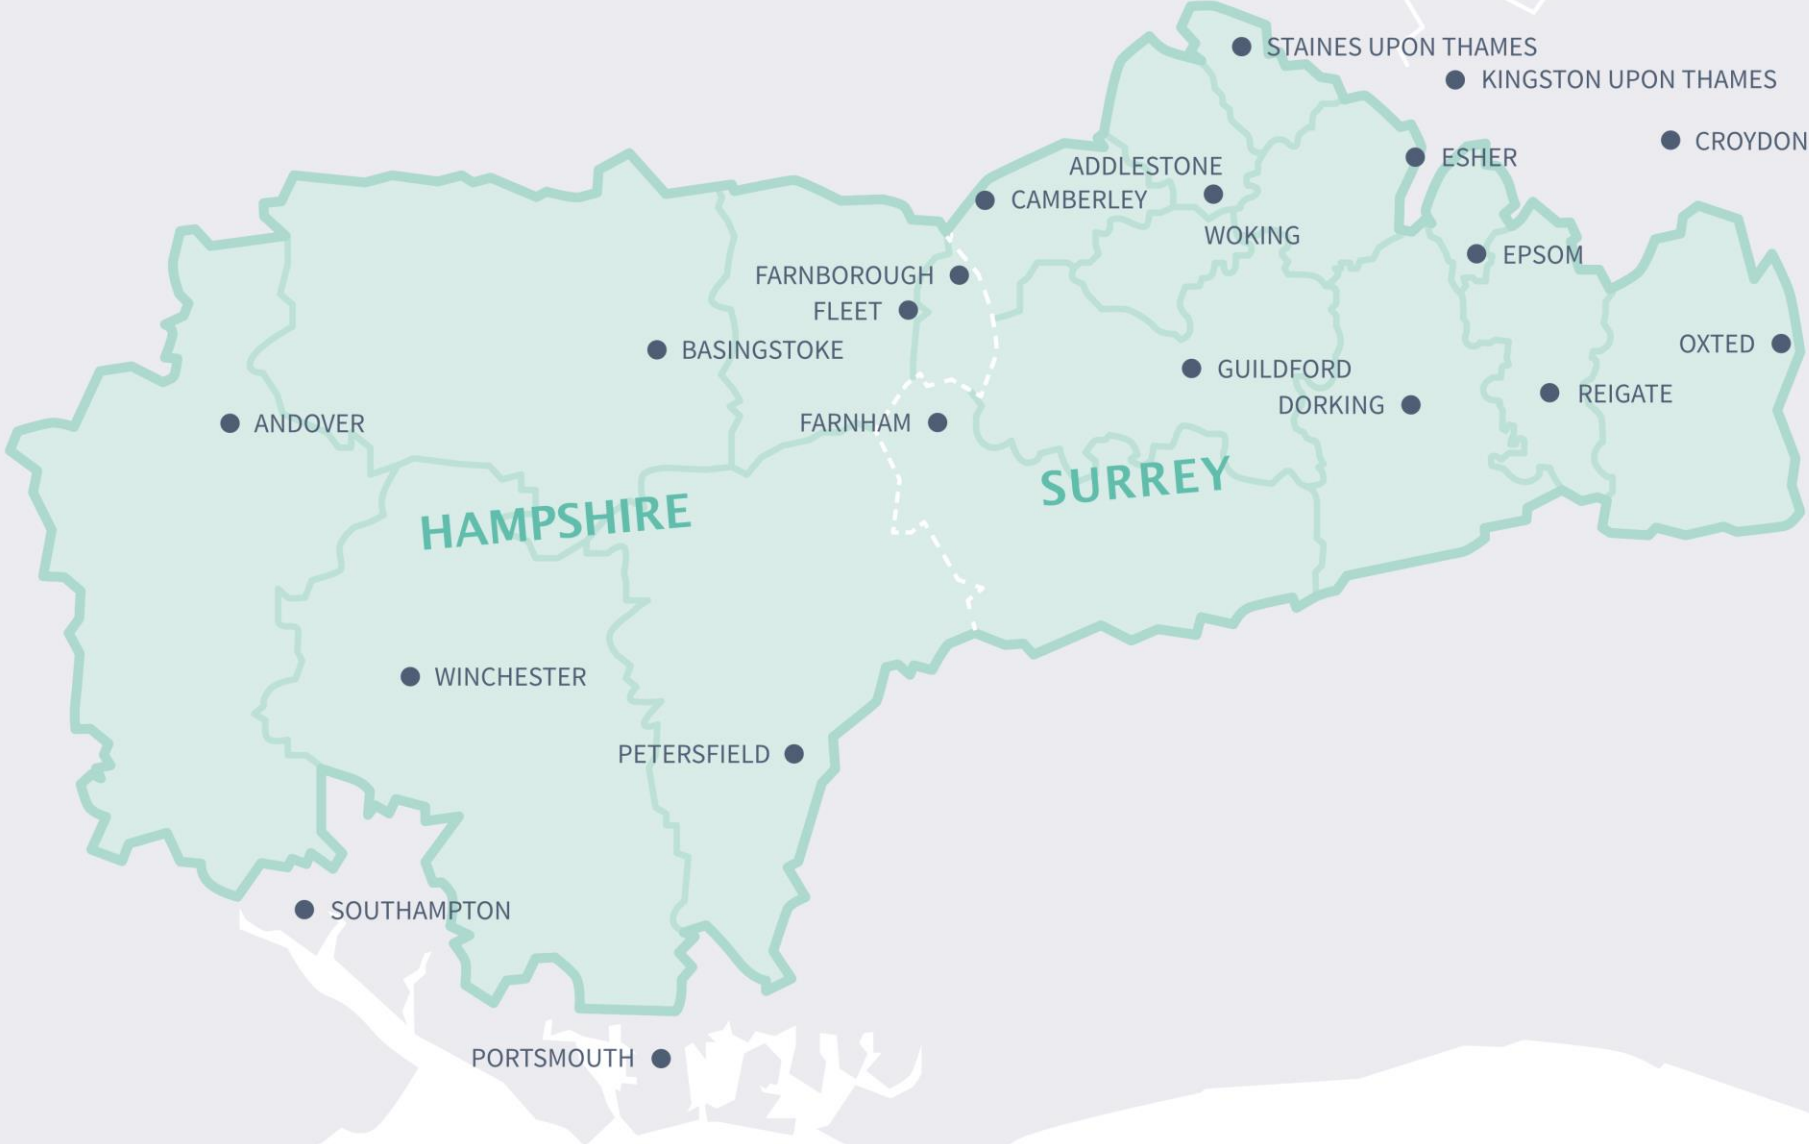 STAINES UPON THAMES
KINGSTON UPON THAMES
CROYDON
ESHER
ADDLESTONE
CAMBERLEY
WOKING
EPSOM
FARNBOROUGH
FLEET
BASINGSTOKE
OXTED
GUILDFORD
REIGATE
DORKING
ANDOVER
FARNHAM
SURREY
HAMPSHIRE
WINCHESTER
PETERSFIELD
SOUTHAMPTON
PORTSMOUTH